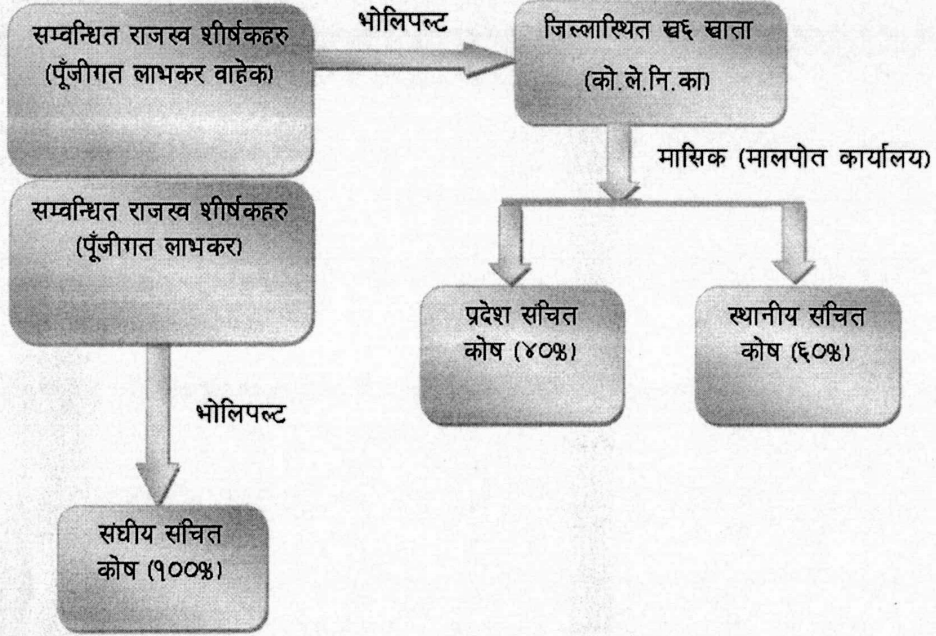 सम्वन्धित राजस्व शीर्षकहरु
(पूँजीगत लाभकर वाहेक)
भोलिपल्ट
जिल्लास्थित ख६ खाता
(को.ले.नि.का)
मासिक (मालपोत कार्यालय)
सम्वन्धित राजस्व शीर्षकहरु
(पूँजीगत लाभकर)
प्रदेश संचित
कोष (४०%)
स्थानीय संचित
कोष (६०%)
भोलिपल्ट
संघीय संचित
कोष (१००%)